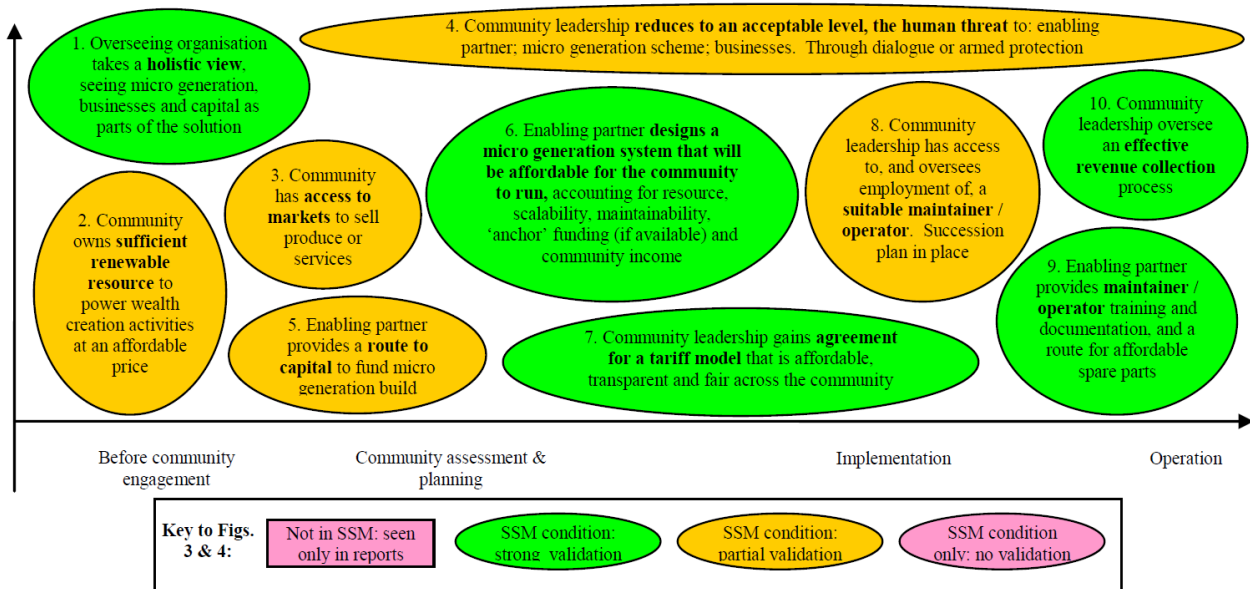 1. Overseeing organisation
takes a holistic view,
seeing micro generation,
businesses and capital as
parts of the solution
4. Community leadership reduces to an acceptable level, the human threat to: enabling
partner; micro generation scheme; businesses. Through dialogue or armed protection
2. Community
owns sufficient
renewable
resource to
power wealth
creation activities
at an affordable
price
3. Community
has access to
markets to sell
produce or
services
5. Enabling partner
provides a route to
capital to fund micro
generation build
6. Enabling partner designs a
micro generation system that will
be affordable for the community
to run, accounting for resource,
scalability, maintainability,
'anchor' funding (if available) and
community income
7. Community leadership gains agreement
for a tariff model that is affordable,
transparent and fair across the community
8. Community
leadership has access
to, and oversees
employment of, a
suitable maintainer /
operator. Succession
plan in place
10. Community
leadership oversee
an effective
revenue collection
process
9. Enabling partner
provides maintainer /
operator training and
documentation, and a
route for affordable
spare parts
Before community
engagement
Community assessment &
planning
Implementation
Operation
Key to Figs.
3 & 4:
Not in SSM: seen
only in reports
SSM condition:
strong validation
SSM condition:
partial validation
SSM condition
only: no validation